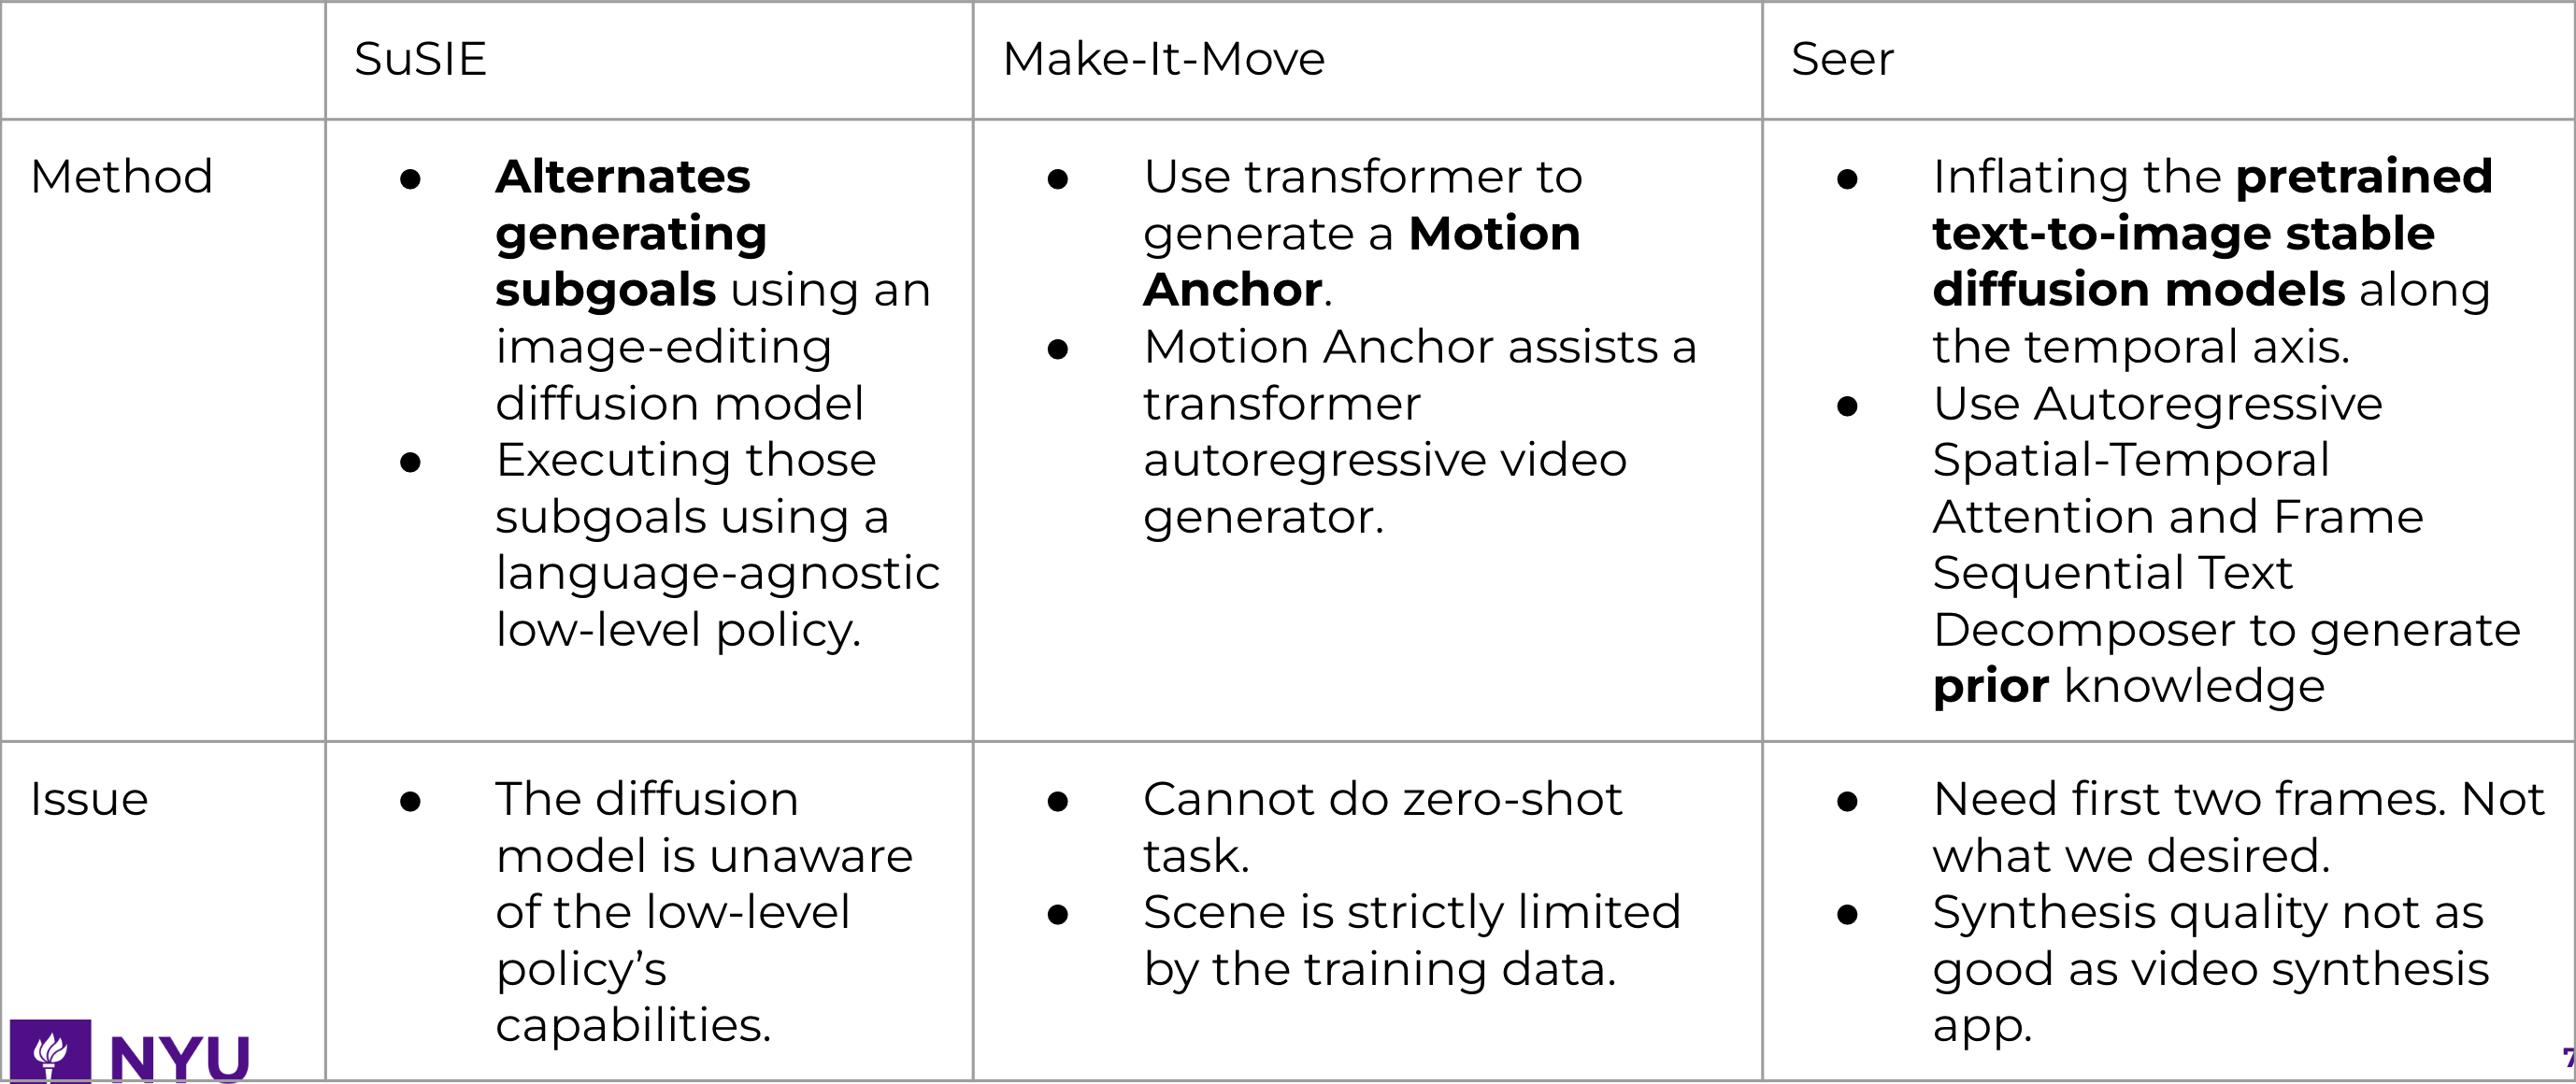 SuSIE
Make-It-Move
Seer
Method
● Alternates
generating
subgoals using an
image-editing
diffusion model
● Executing those
subgoals using a
language-agnostic
low-level policy.
● Use transformer to
generate a Motion
Anchor.
● Motion Anchor assists a
transformer
autoregressive video
generator.
● Inflating the pretrained
text-to-image stable
diffusion models along
the temporal axis.
● Use Autoregressive
Spatial-Temporal
Attention and Frame
Sequential Text
Decomposer to generate
prior knowledge
Issue
● The diffusion
model is unaware
of the low-level
policy’s
capabilities.
● Cannot do zero-shot
task.
● Scene is strictly limited
by the training data.
● Need first two frames. Not
what we desired.
● Synthesis quality not as
good as video synthesis
app.
NYU
7